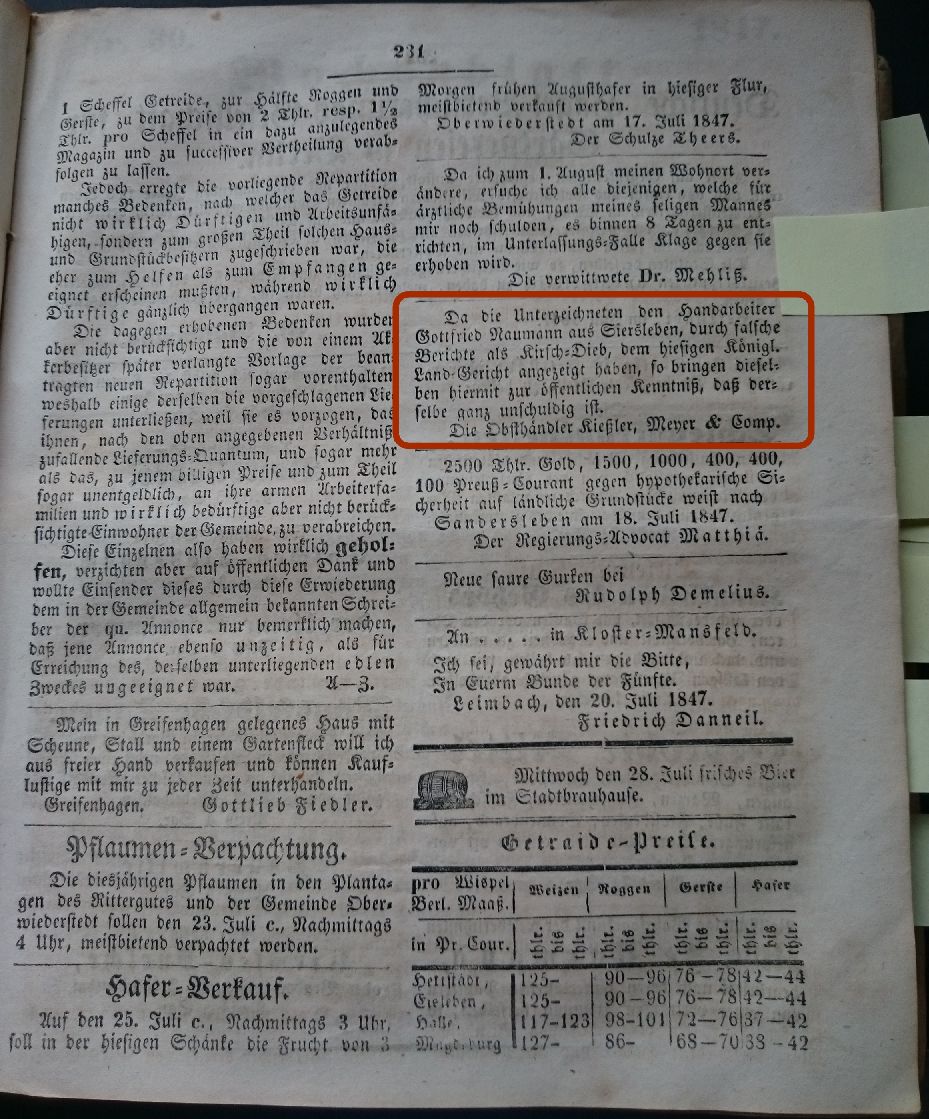 231
1 Scheffel Getreide, zur Hälfte Roggen und
Gerste, zu dem Preise von 2 Thlr. resp. 1½
Thlr. pro Scheffel in ein dazu anzulegendes
Magazin und zu successiver Vertheilung verab-
folgen zu lassen.
Jedoch erregte die vorliegende Repartition
manches Bedenken, nach welcher das Getreide
nicht wirklich Dürftigen und Arbeitsunfä-
higen, sondern zum großen Theil solchen Haus-
und Grundstückbesitzern zugeschrieben war, die
eher zum Helfen als zum Empfangen ge-
eignet erscheinen mußten, während wirklich
Dürftige gänzlich übergangen waren.
Die dagegen erhobenen Bedenken wurden
aber nicht berücksichtigt und die von einem Ak-
kerbesitzer später verlangte Vorlage der bean-
tragten neuen Repartition sogar vorenthalten,
weshalb einige derselben die vorgeschlagenen Lie-
ferungen unterließen, weil sie es vorzogen, das
ihnen, nach den oben angegebenen Verhältniß
zufallende Lieferungs-Quantum, und sogar mehr
als das, zu jenem billigen Preise und zum Theil
sogar unentgeldlich, an ihre armen Arbeiterfa-
milien und wirklich bedürftige aber nicht berück-
sichtigte Einwohner der Gemeinde, zu verabreichen.
Diese Einzelnen also haben wirklich gehol-
fen, verzichten aber auf öffentlichen Dank und
wollte Einsender dieses durch diese Erwiederung
dem in der Gemeinde allgemein bekannten Schrei-
ber der qu. Annonce nur bemerklich machen,
daß jene Annonce ebenso unzeitig, als für
Erreichung des, derselben unterliegenden edlen
Zweckes ungeeignet war. A—Z.
Mein in Greifenhagen gelegenes Haus mit
Scheune, Stall und einem Gartenfleck will ich
aus freier Hand verkaufen und können Kauf-
lustige mit mir zu jeder Zeit unterhandeln.
Greifenhagen. Gottlieb Fiedler.
Pflaumen-Verpachtung.
Die diesjährigen Pflaumen in den Planta-
gen des Rittergutes und der Gemeinde Ober-
wiederstedt sollen den 23. Juli c., Nachmittags
4 Uhr, meistbietend verpachtet werden.
Hafer-Verkauf.
Auf den 25. Juli c., Nachmittags 3 Uhr,
soll in der hiesigen Schänke die Frucht von 3
Morgen frühen Augusthafer in hiesiger Flur,
meistbietend verkauft werden.
Oberwiederstedt am 17. Juli 1847.
Der Schulze Theers.
Da ich zum 1. August meinen Wohnort ver-
ändere, ersuche ich alle diejenigen, welche für
ärztliche Bemühungen meines seligen Mannes
mir noch schulden, es binnen 8 Tagen zu ent-
richten, im Unterlassungs-Falle Klage gegen sie
erhoben wird.
Die verwittwete Dr. Mehliß.
Da die Unterzeichneten den Handarbeiter
Gottfried Naumann aus Siersleben, durch falsche
Berichte als Kirsch-Dieb, dem hiesigen Königl.
Land-Gericht angezeigt haben, so bringen diesel-
ben hiermit zur öffentlichen Kenntniß, daß der-
selbe ganz unschuldig ist.
Die Obsthändler Kießler, Meyer & Comp.
2500 Thlr. Gold, 1500, 1000, 400, 400,
100 Preuß-Courant gegen hypothekarische Si-
cherheit auf ländliche Grundstücke weist nach
Sandersleben am 18. Juli 1847.
Der Regierungs-Advocat Matthiä.
Neue saure Gurken bei
Rudolph Demelius.
An . . . . . in Kloster-Mansfeld.
Ich sei, gewährt mir die Bitte,
In Euerm Bunde der Fünfte.
Leimbach, den 20. Juli 1847.
Friedrich Danneil.
Mittwoch den 28. Juli frisches Bier
im Stadtbrauhause.
Getraide-Preise.
pro Wispel Berl. Maaß. Weizen Roggen Gerste Hafer
in Pr. Cour. thlr. bis thlr. thlr. bis thlr. thlr. bis thlr. thlr. bis thlr.
Hettstädt, 125- 90—96 76—78 42—44
Eisleben, 125- 90—96 76—78 42—44
Halle, 117-123 98-101 72—76 37—42
Magdeburg 127- 86- 68—70 38—42